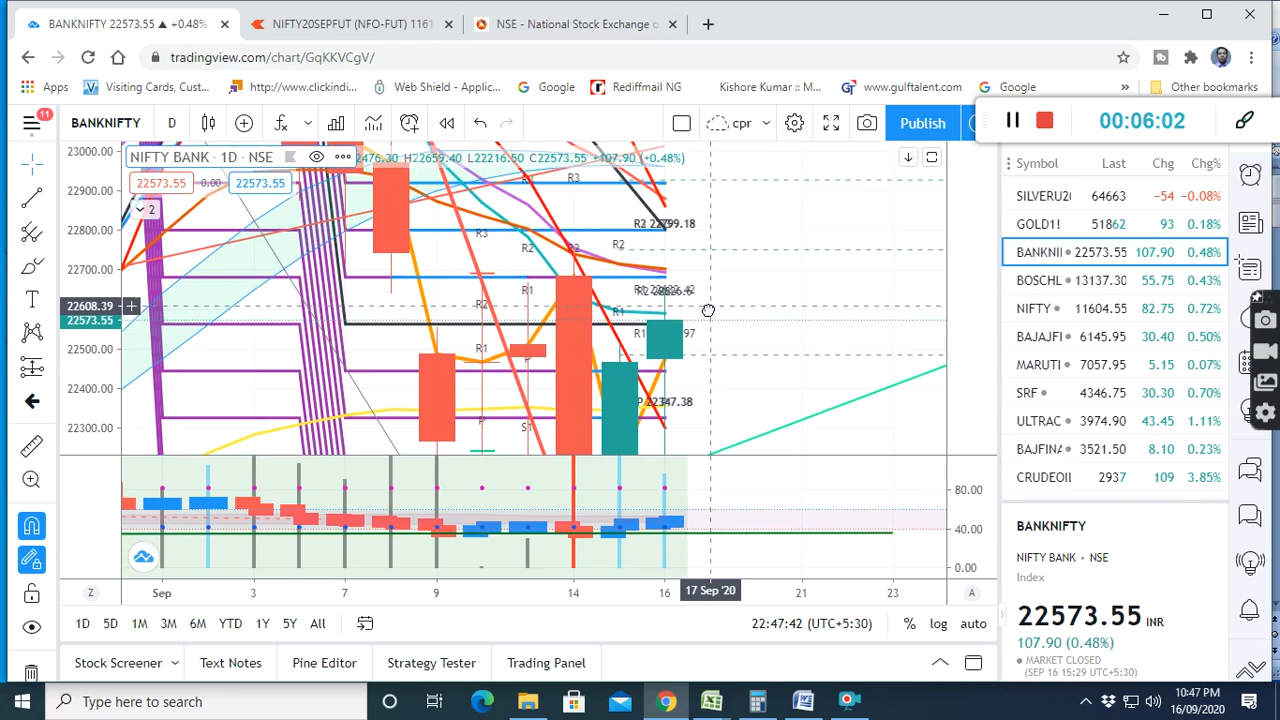 BANKNIFTY 22573.55 ▲ +0.48%
NIFTY20SEPFUT (NFO-FUT) 1161
NSE - National Stock Exchange o
tradingview.com/chart/GqKKVCgV/
Apps
Visiting Cards, Cust...
http://www.clickindi...
Web Shield - Applic...
Google
Rediffmail NG
Kishore Kumar :: M...
www.gulftalent.com
Google
»
Other bookmarks
11
BANKNIFTY
D
cpr
Publish
00:06:02
23000.00
22900.00
22800.00
22700.00
22608.39
22573.55
22500.00
22400.00
22300.00
NIFTY BANK · 1D · NSE
L22216.50 C22573.55 +107.90 (+0.48%)
22573.55 0.00 22573.55
2
R3
R2
R3
R2
R2
R2
R1
R1
R1
P
S1
P 22347.38
80.00
40.00
0.00
Z
Sep
3
7
9
14
16
17 Sep '20
21
23
A
1D 5D 1M 3M 6M YTD 1Y 5Y All
22:47:42 (UTC+5:30) % log auto
Stock Screener
Text Notes
Pine Editor
Strategy Tester
Trading Panel
Symbol Last Chg Chg%
SILVERU2( 64663 −54 −0.08%
GOLD1! 51862 93 0.18%
BANKNI 22573.55 107.90 0.48%
BOSCHL 13137.30 55.75 0.43%
NIFTY 11604.55 82.75 0.72%
BAJAJFI 6145.95 30.40 0.50%
MARUTI 7057.95 5.15 0.07%
SRF 4346.75 30.30 0.70%
ULTRAC 3974.90 43.45 1.11%
BAJFINA 3521.50 8.10 0.23%
CRUDEOI 2937 109 3.85%
BANKNIFTY
NIFTY BANK · NSE
Index
22573.55 INR
107.90 (0.48%)
MARKET CLOSED
(SEP 16 15:29 UTC+5:30)
Type here to search
10:47 PM
16/09/2020